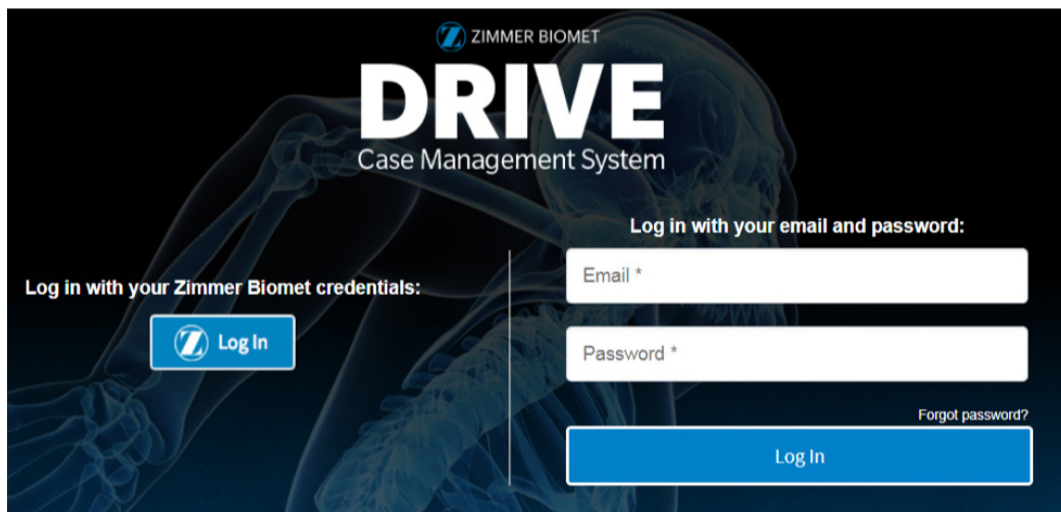 ZIMMER BIOMET
DRIVE
Case Management System
Log in with your Zimmer Biomet credentials:
Log In
Log in with your email and password:
Email *
Password *
Forgot password?
Log In